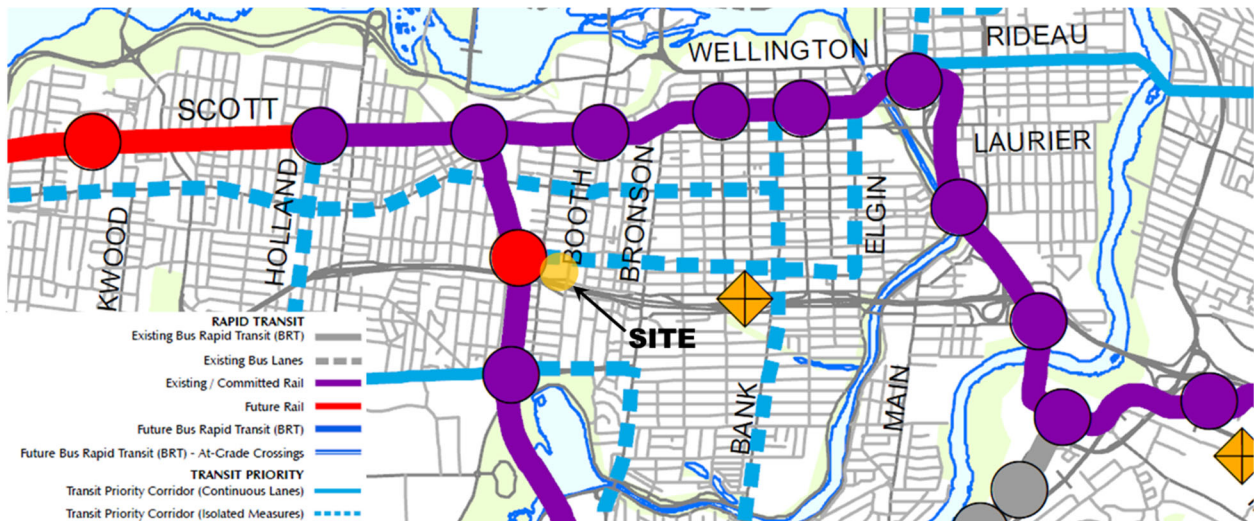 RIDEAU
WELLINGTON
SCOTT
LAURIER
KWOOD
HOLLAND
BOOTH
BRONSON
ELGIN
SITE
BANK
MAIN
RAPID TRANSIT
Existing Bus Rapid Transit (BRT)
Existing Bus Lanes
Existing / Committed Rail
Future Rail
Future Bus Rapid Transit (BRT)
Future Bus Rapid Transit (BRT) - At-Grade Crossings
TRANSIT PRIORITY
Transit Priority Corridor (Continuous Lanes)
Transit Priority Corridor (Isolated Measures)